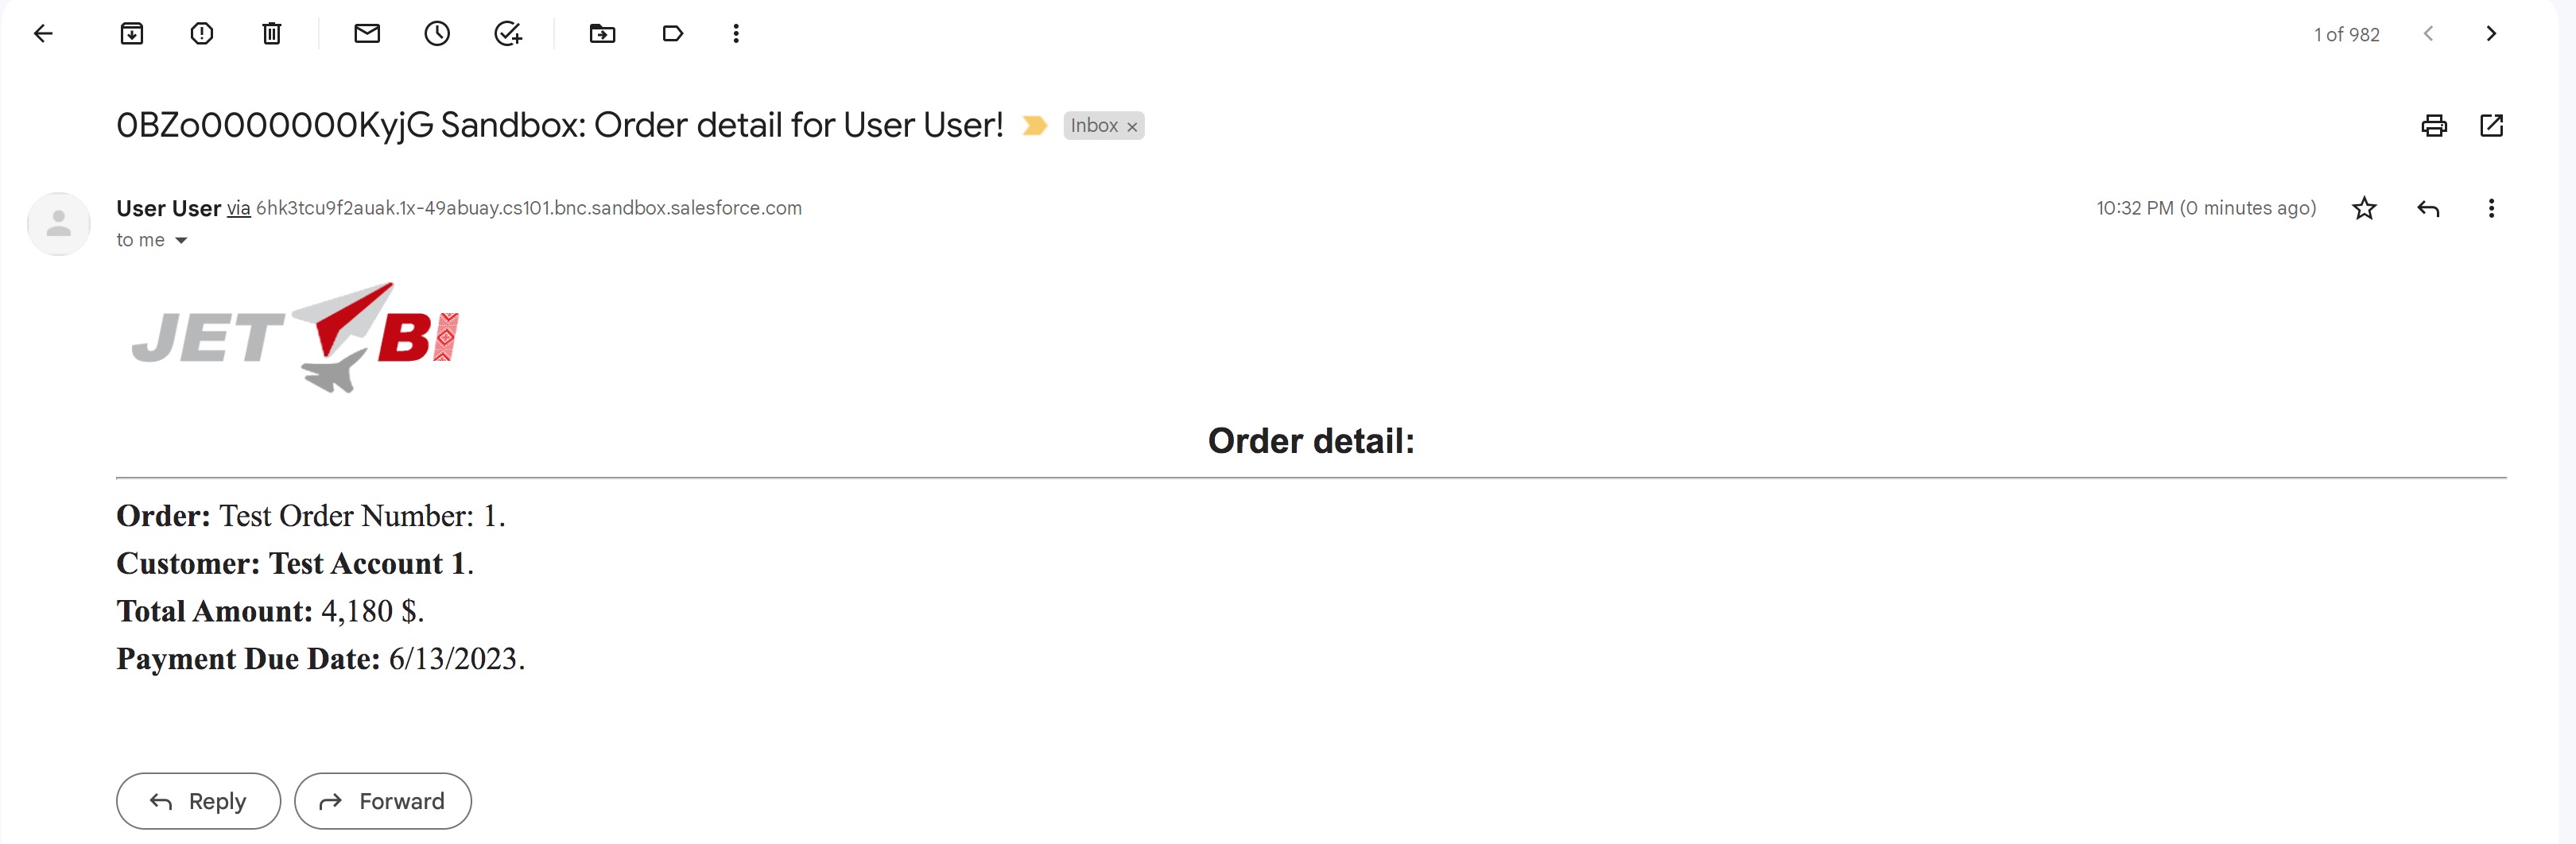 1 of 982
0BZo0000000KyjG Sandbox: Order detail for User User! Inbox ×
User User via 6hk3tcu9f2auak.1x-49abuay.cs101.bnc.sandbox.salesforce.com 10:32 PM (0 minutes ago)
to me
JET BI
Order detail:
Order: Test Order Number: 1.
Customer: Test Account 1.
Total Amount: 4,180 $.
Payment Due Date: 6/13/2023.
Reply Forward